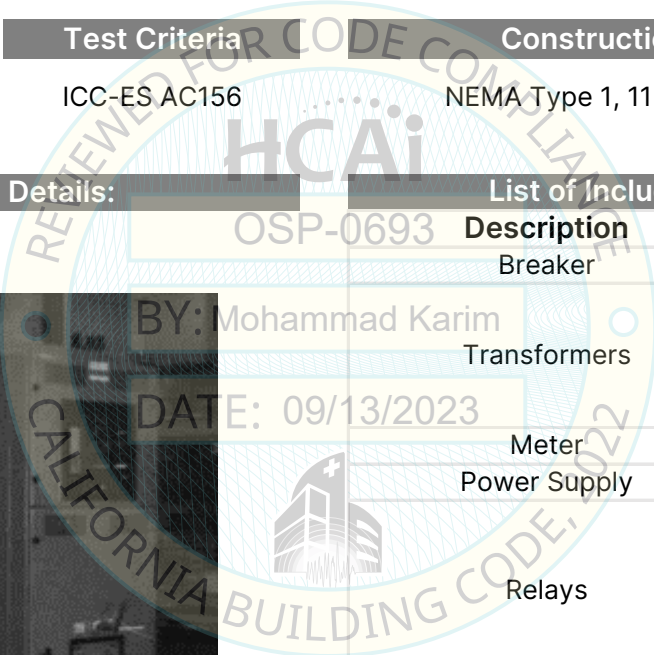 Test Criteria
Constructi
ICC-ES AC156
NEMA Type 1, 11
REVIEWED FOR CODE COMPLIANCE
HCAi
Details:
List of Inclu
OSP-0693
Description
Breaker
BY: Mohammad Karim
Transformers
DATE: 09/13/2023
Meter
Power Supply
Relays
CALIFORNIA BUILDING CODE, 2022